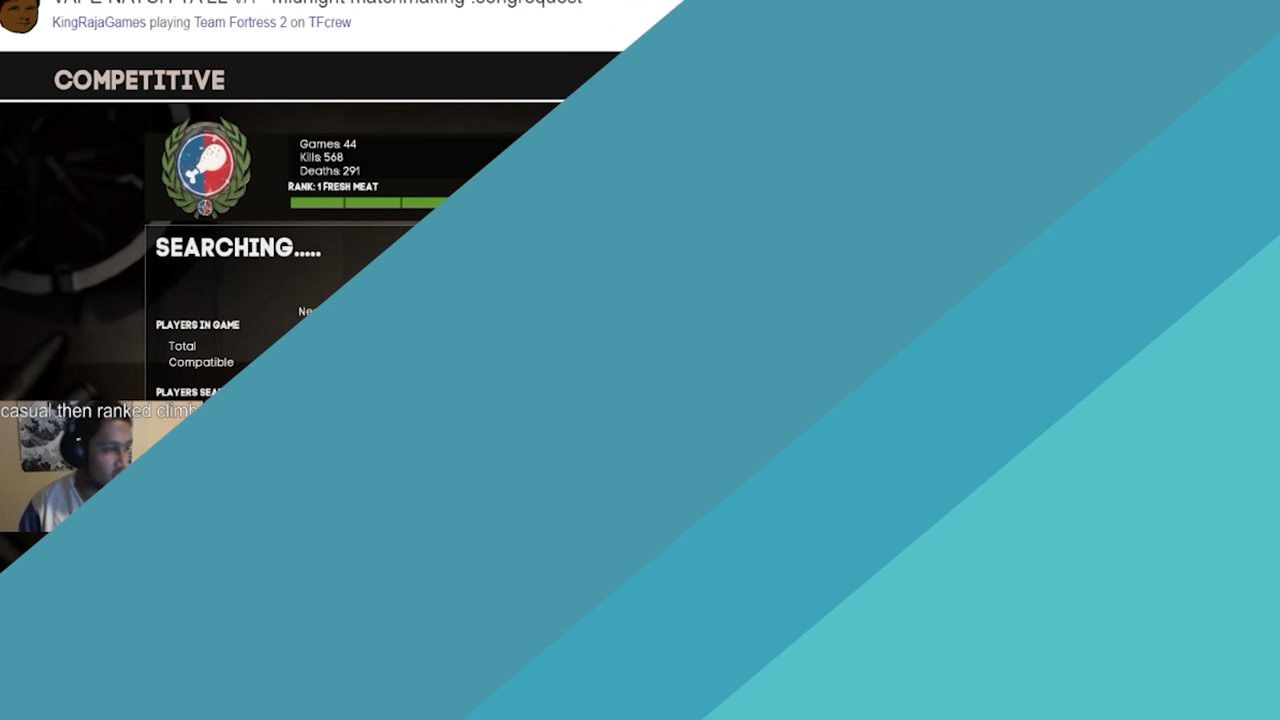 KingRajaGames playing Team Fortress 2 on TFcrew
COMPETITIVE
Games: 44
Kills: 568
Deaths: 291
RANK: 1 FRESH MEAT
SEARCHING.....
PLAYERS IN GAME
Total
Compatible
PLAYERS
casual then ranked climb